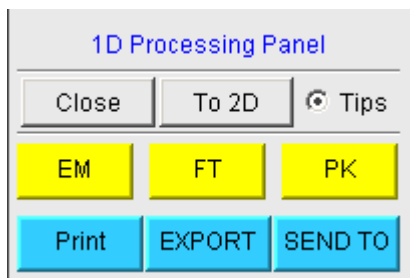 1D Processing Panel
Close To 2D Tips
EM FT PK
Print EXPORT SEND TO